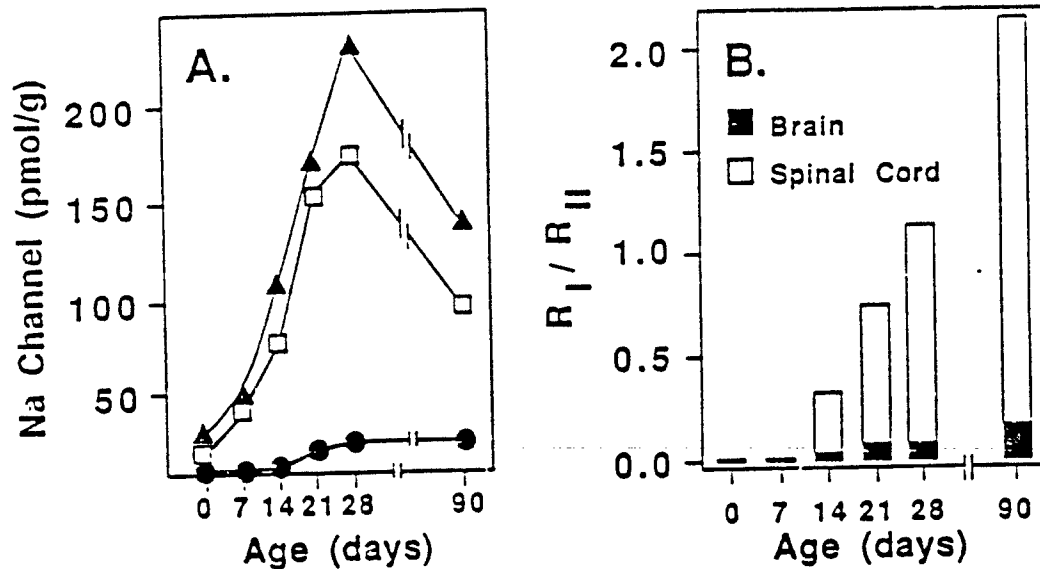 A.
Na Channel (pmol/g)
200
150
100
50
0 7 14 21 28 90
Age (days)
B.
Brain
Spinal Cord
R I / R II
2.0
1.5
1.0
0.5
0.0
0 7 14 21 28 90
Age (days)